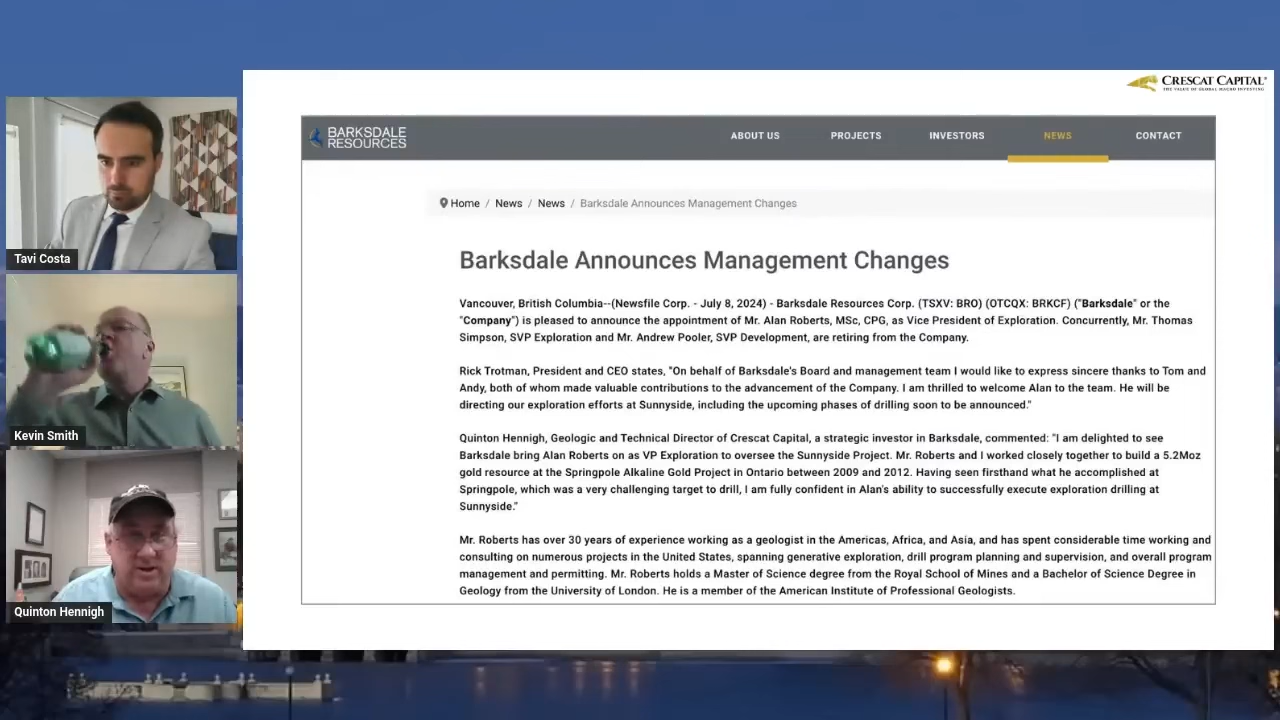 CRESCAT CAPITAL®
THE VALUE OF GLOBAL MACRO INVESTING
BARKSDALE
RESOURCES
ABOUT US
PROJECTS
INVESTORS
NEWS
CONTACT
Home / News / News / Barksdale Announces Management Changes
Barksdale Announces Management Changes
Vancouver, British Columbia--(Newsfile Corp. - July 8, 2024) - Barksdale Resources Corp. (TSXV: BRO) (OTCQX: BRKCF) ("Barksdale" or the
"Company") is pleased to announce the appointment of Mr. Alan Roberts, MSc, CPG, as Vice President of Exploration. Concurrently, Mr. Thomas
Simpson, SVP Exploration and Mr. Andrew Pooler, SVP Development, are retiring from the Company.
Rick Trotman, President and CEO states, "On behalf of Barksdale's Board and management team I would like to express sincere thanks to Tom and
Andy, both of whom made valuable contributions to the advancement of the Company. I am thrilled to welcome Alan to the team. He will be
directing our exploration efforts at Sunnyside, including the upcoming phases of drilling soon to be announced."
Quinton Hennigh, Geologic and Technical Director of Crescat Capital, a strategic investor in Barksdale, commented: "I am delighted to see
Barksdale bring Alan Roberts on as VP Exploration to oversee the Sunnyside Project. Mr. Roberts and I worked closely together to build a 5.2Moz
gold resource at the Springpole Alkaline Gold Project in Ontario between 2009 and 2012. Having seen firsthand what he accomplished at
Springpole, which was a very challenging target to drill, I am fully confident in Alan's ability to successfully execute exploration drilling at
Sunnyside."
Mr. Roberts has over 30 years of experience working as a geologist in the Americas, Africa, and Asia, and has spent considerable time working and
consulting on numerous projects in the United States, spanning generative exploration, drill program planning and supervision, and overall program
management and permitting. Mr. Roberts holds a Master of Science degree from the Royal School of Mines and a Bachelor of Science Degree in
Geology from the University of London. He is a member of the American Institute of Professional Geologists.
Tavi Costa
Kevin Smith
Quinton Hennigh